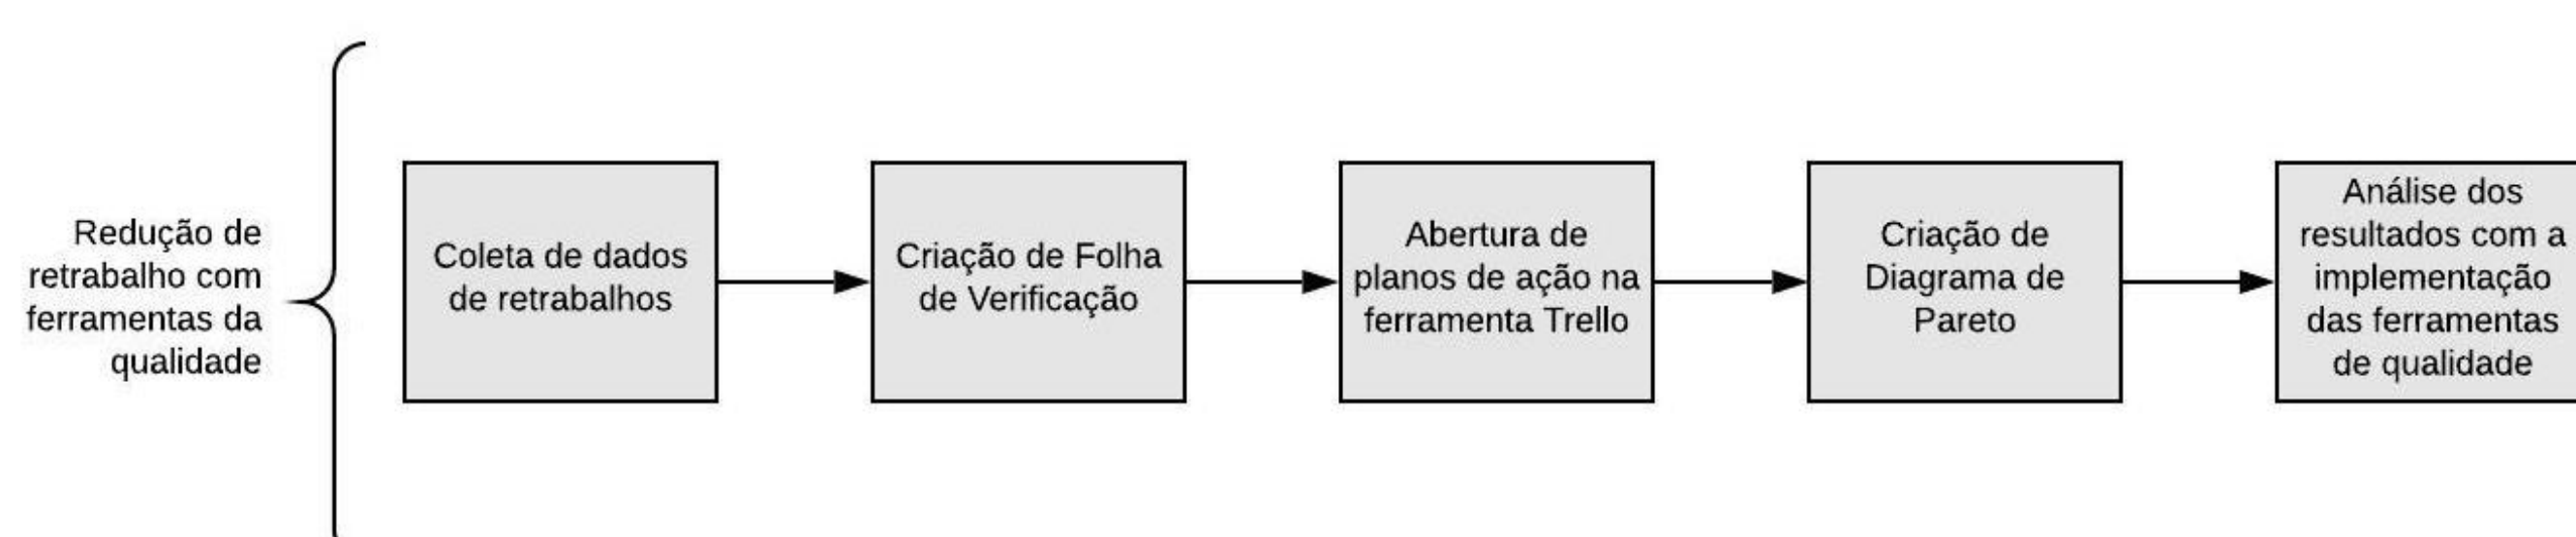 Redução de
retrabalho com
ferramentas da
qualidade
Coleta de dados
de retrabalhos
Criação de Folha
de Verificação
Abertura de
planos de ação na
ferramenta Trello
Criação de
Diagrama de
Pareto
Análise dos
resultados com a
implementação
das ferramentas
de qualidade